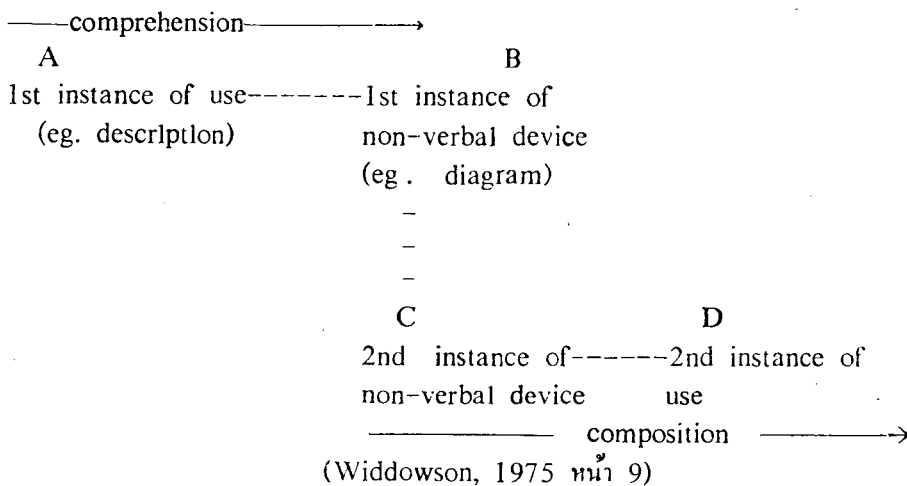 comprehension
A B
1st instance of use--------1st instance of
(eg. descrlptlon) non-verbal device
(eg. diagram)
C D
2nd instance of------2nd instance of
non-verbal device use
composition
(Widdowson, 1975 หน้า 9)